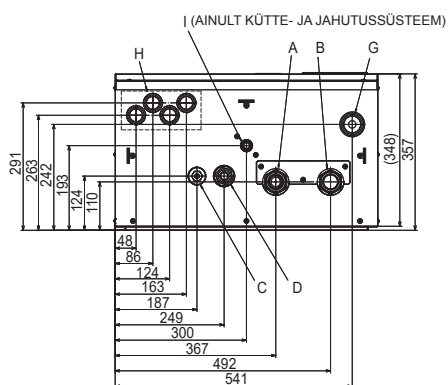 I (AINULT KÜTTE- JA JAHUTUSSÜSTEEM)
H
A
B
G
291
263
242
193
124
110
(348)
357
48
86
124
163
187
249
300
367
492
541
C
D